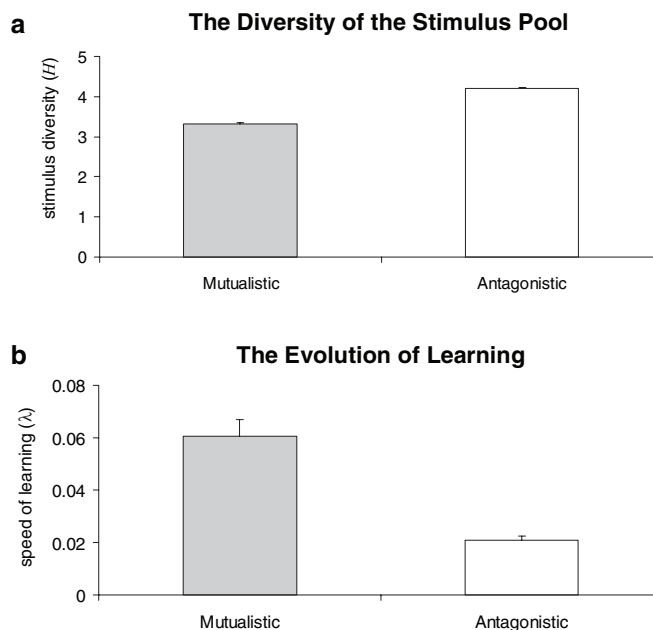 a
The Diversity of the Stimulus Pool
stimulus diversity (H)
5
4
3
2
1
0
Mutualistic
Antagonistic
b
The Evolution of Learning
speed of learning (λ)
0.08
0.06
0.04
0.02
0
Mutualistic
Antagonistic